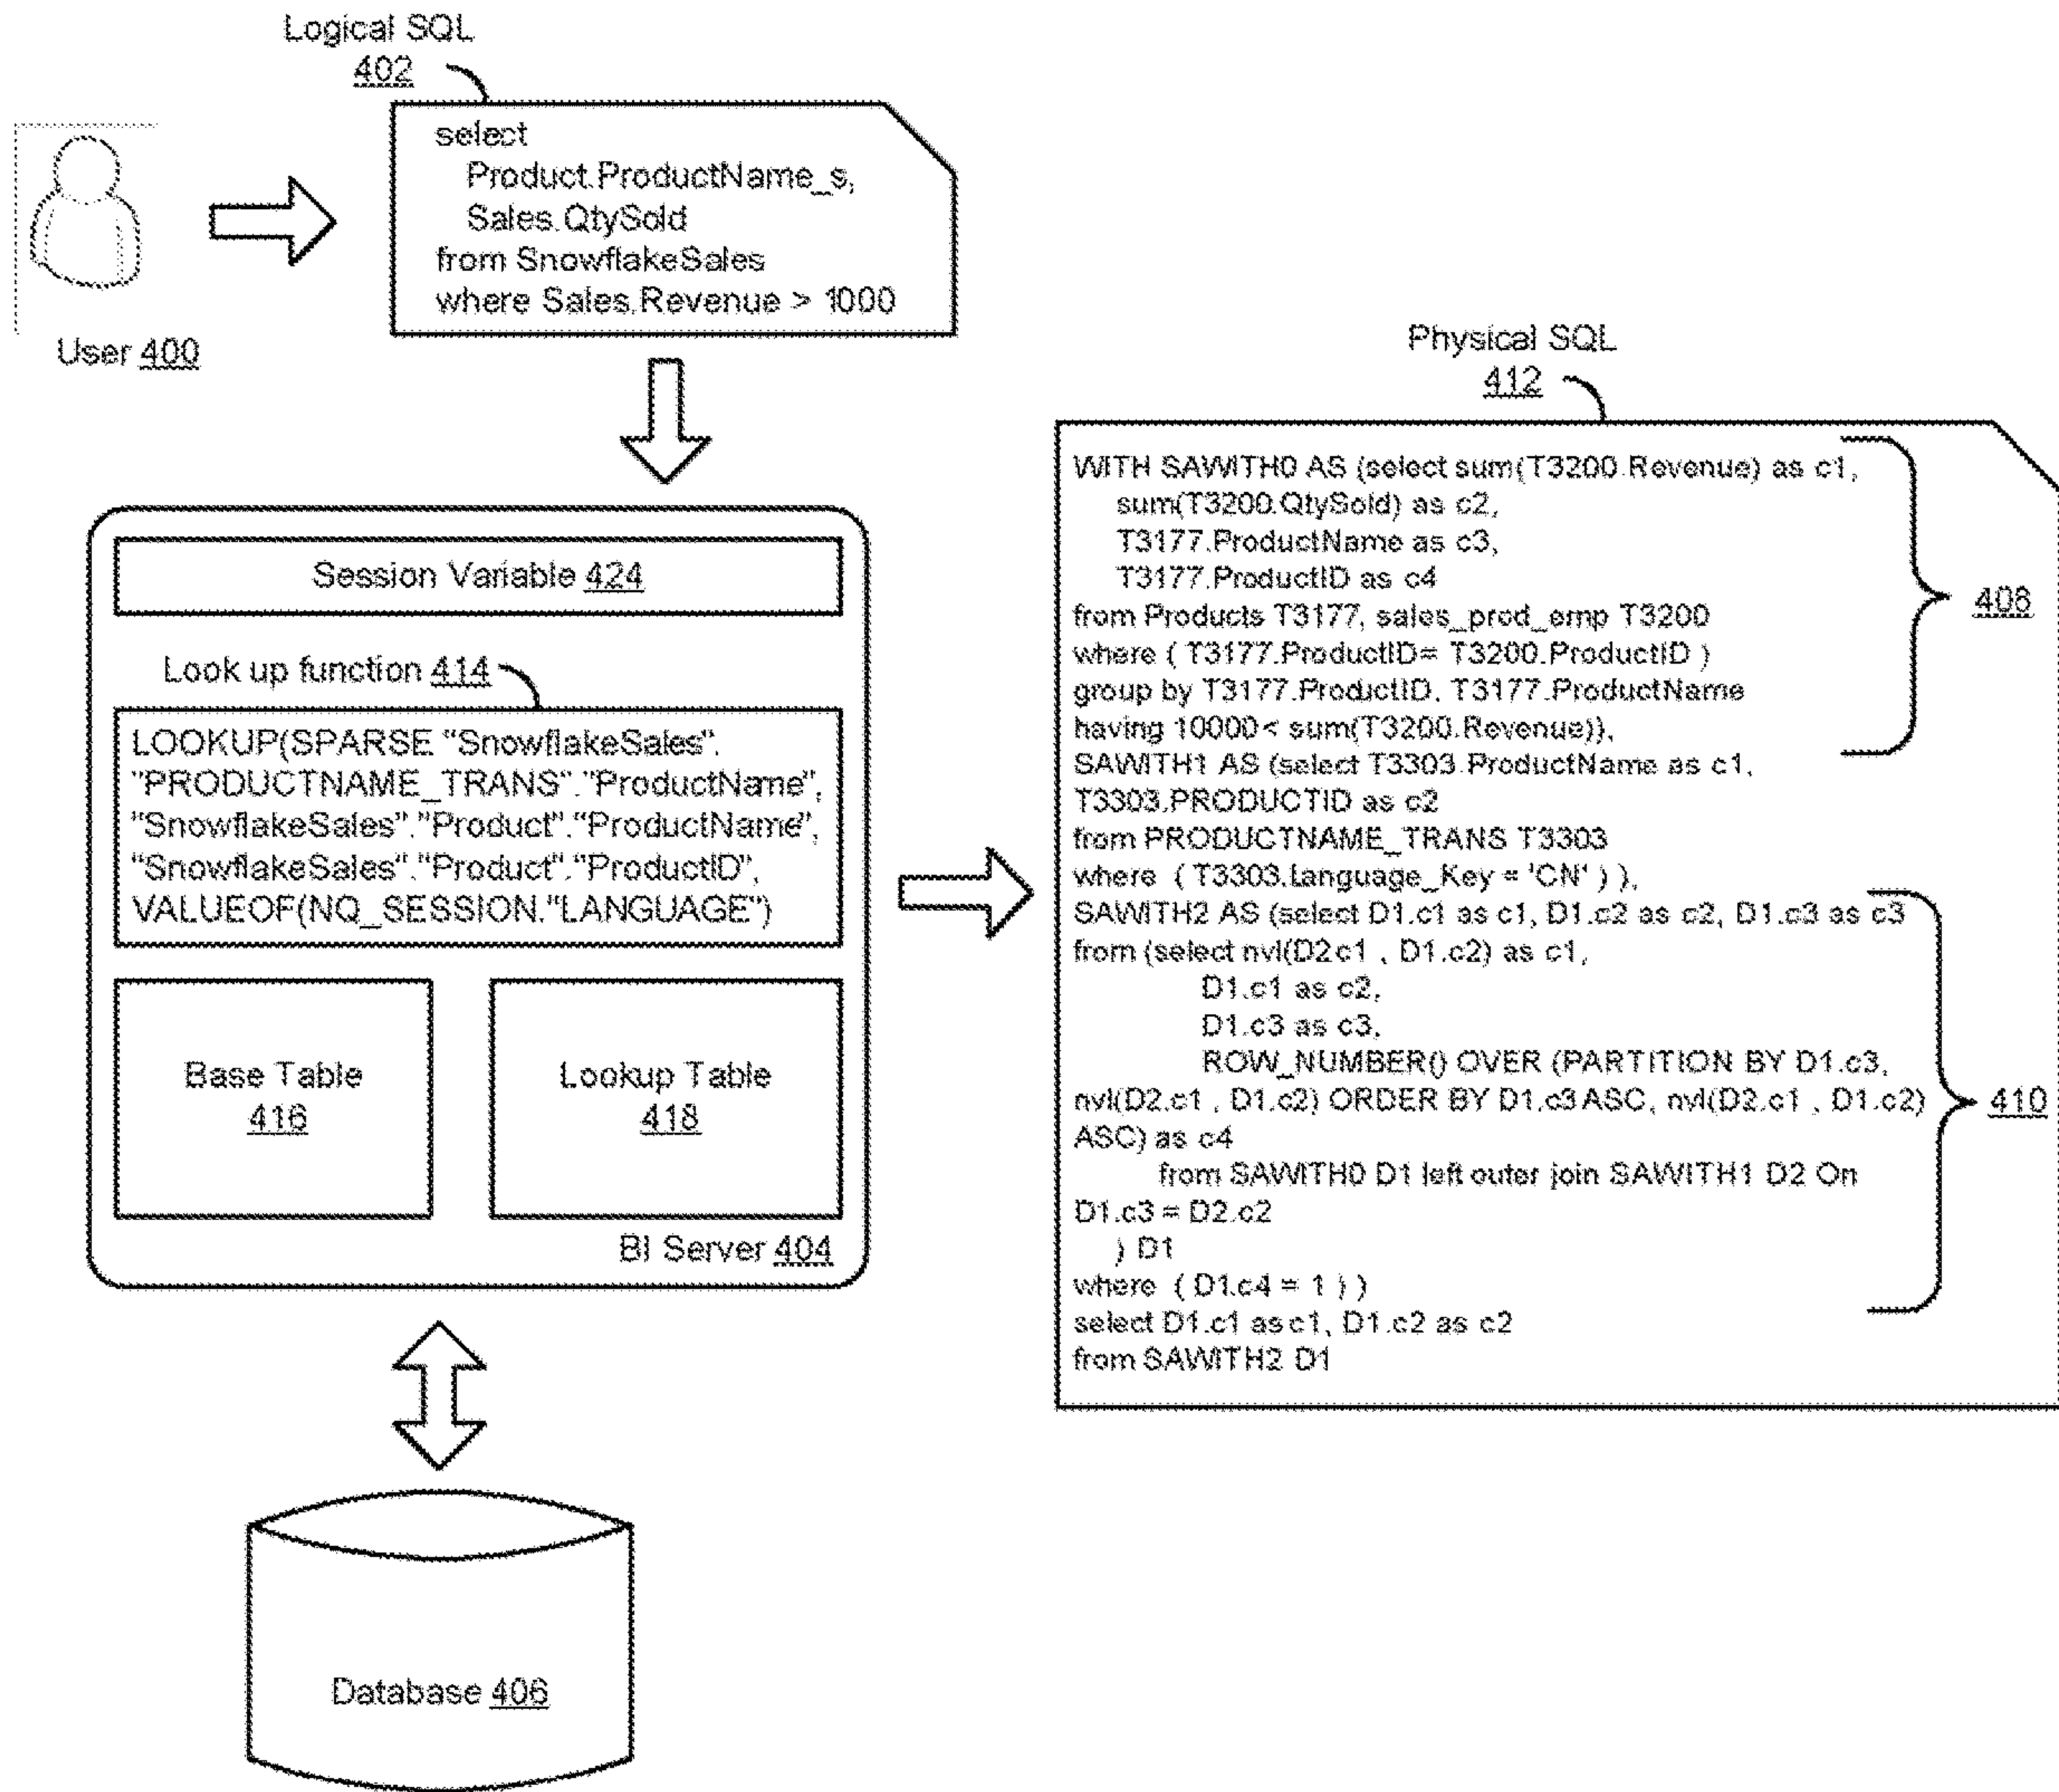 Logical SQL
402
select
Product.ProductName_s,
Sales.QtySold
from SnowflakeSales
where Sales.Revenue > 1000
User 400
Physical SQL
412
Session Variable 424
Look up function 414
LOOKUP(SPARSE "SnowflakeSales".
"PRODUCTNAME_TRANS"."ProductName",
"SnowflakeSales"."Product"."ProductName",
"SnowflakeSales"."Product"."ProductID",
VALUEOF(NQ_SESSION."LANGUAGE")
Base Table
416
Lookup Table
418
BI Server 404
Database 406
WITH SAWITH0 AS (select sum(T3200.Revenue) as c1,
sum(T3200.QtySold) as c2,
T3177.ProductName as c3,
T3177.ProductID as c4
from Products T3177, sales_prod_emp T3200
where ( T3177.ProductID= T3200.ProductID )
group by T3177.ProductID, T3177.ProductName
having 10000< sum(T3200.Revenue)),
SAWITH1 AS (select T3303.ProductName as c1,
T3303.PRODUCTID as c2
from PRODUCTNAME_TRANS T3303
where ( T3303.Language_Key = 'CN' ) ),
SAWITH2 AS (select D1.c1 as c1, D1.c2 as c2, D1.c3 as c3
from (select nvl(D2c1 , D1.c2) as c1,
D1.c1 as c2,
D1.c3 as c3,
ROW_NUMBER() OVER (PARTITION BY D1.c3,
nvl(D2.c1 , D1.c2) ORDER BY D1.c3 ASC, nvl(D2.c1 , D1.c2)
ASC) as c4
from SAWITH0 D1 left outer join SAWITH1 D2 On
D1.c3 = D2.c2
) D1
where ( D1.c4 = 1 ) )
select D1.c1 as c1, D1.c2 as c2
from SAWITH2 D1
408
410